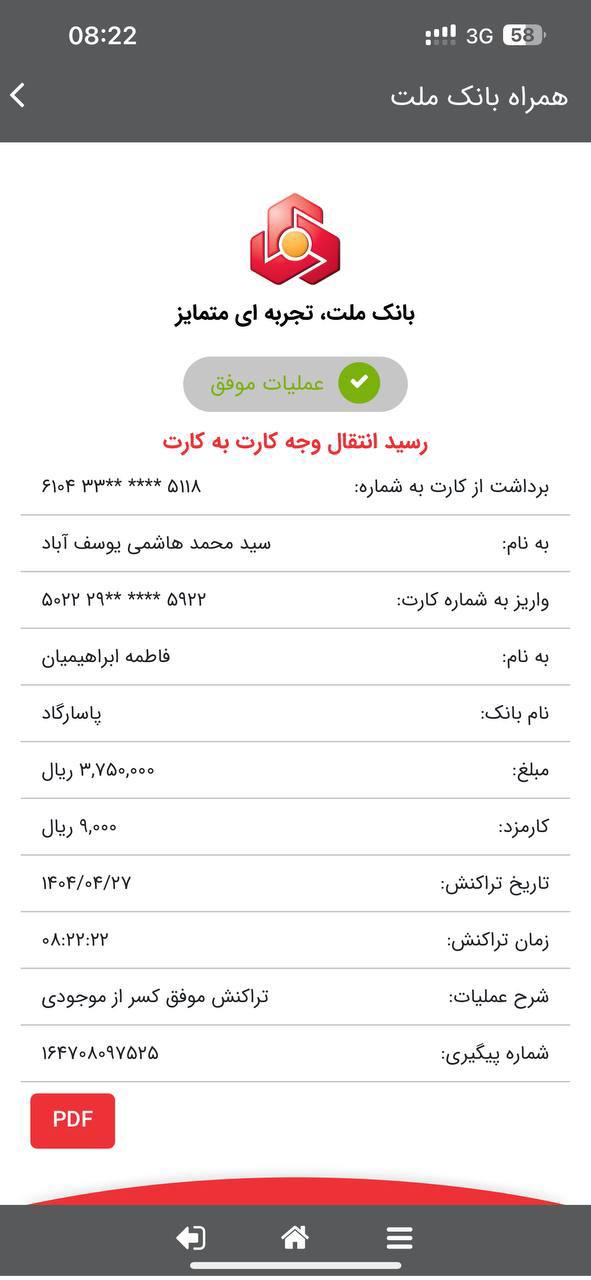 08:22 3G 58
همراه بانک ملت
بانک ملت، تجربه ای متمایز
عملیات موفق
رسید انتقال وجه کارت به کارت
برداشت از کارت به شماره: ۶۱۰۴ ۳۳** **** ۵۱۱۸
به نام: سید محمد هاشمی یوسف آباد
واریز به شماره کارت: ۵۰۲۲ ۲۹** **** ۵۹۲۲
به نام: فاطمه ابراهیمیان
نام بانک: پاسارگاد
مبلغ: ۳,۷۵۰,۰۰۰ ریال
کارمزد: ۹,۰۰۰ ریال
تاریخ تراکنش: ۱۴۰۴/۰۴/۲۷
زمان تراکنش: ۰۸:۲۲:۲۲
شرح عملیات: تراکنش موفق کسر از موجودی
شماره پیگیری: ۱۶۴۷۰۸۰۹۷۵۲۵
PDF